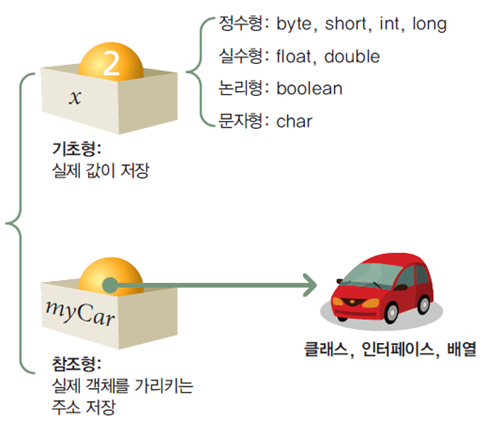 정수형: byte, short, int, long
실수형: float, double
논리형: boolean
문자형: char
2
x
기초형:
실제 값이 저장
myCar
참조형:
실제 객체를 가리키는
주소 저장
클래스, 인터페이스, 배열